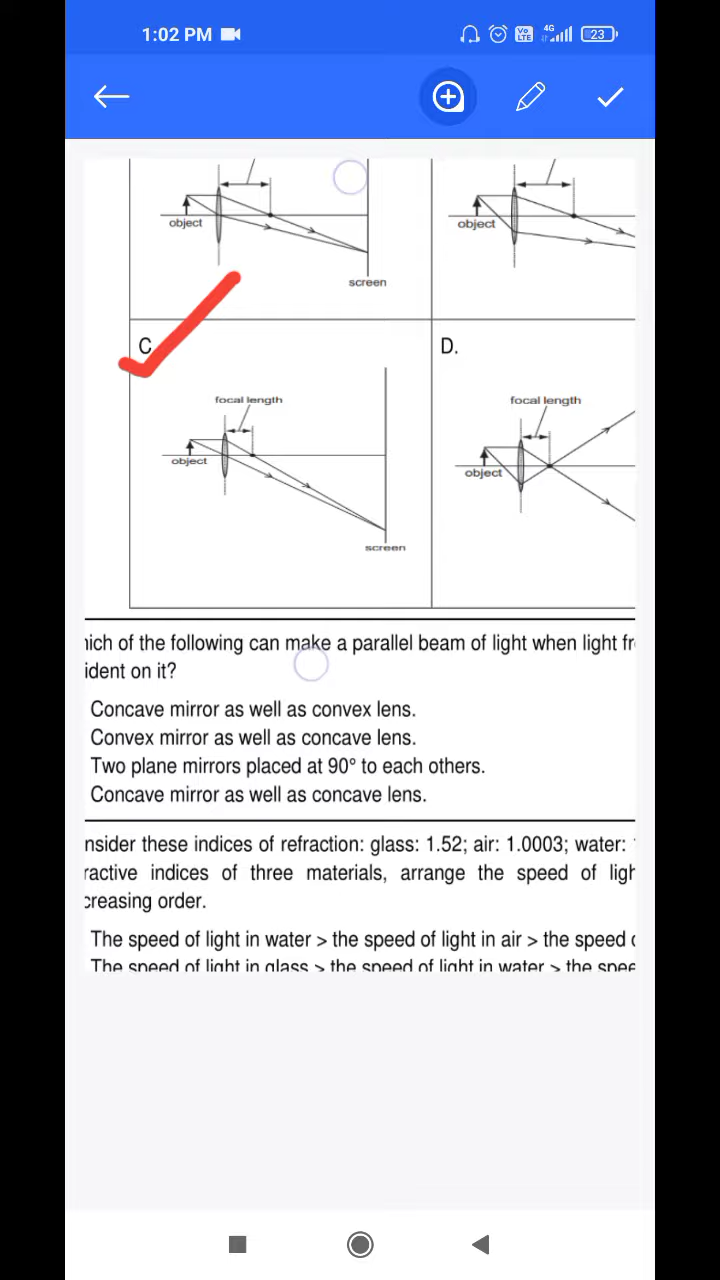 1:02 PM
Vo LTE 4G 23
object
object
screen
C
D.
focal length
focal length
object
object
screen
hich of the following can make a parallel beam of light when light fr
ident on it?
Concave mirror as well as convex lens.
Convex mirror as well as concave lens.
Two plane mirrors placed at 90° to each others.
Concave mirror as well as concave lens.
nsider these indices of refraction: glass: 1.52; air: 1.0003; water:
ractive indices of three materials, arrange the speed of ligh
creasing order.
The speed of light in water > the speed of light in air > the speed
The speed of light in glass > the speed of light in water > the spee